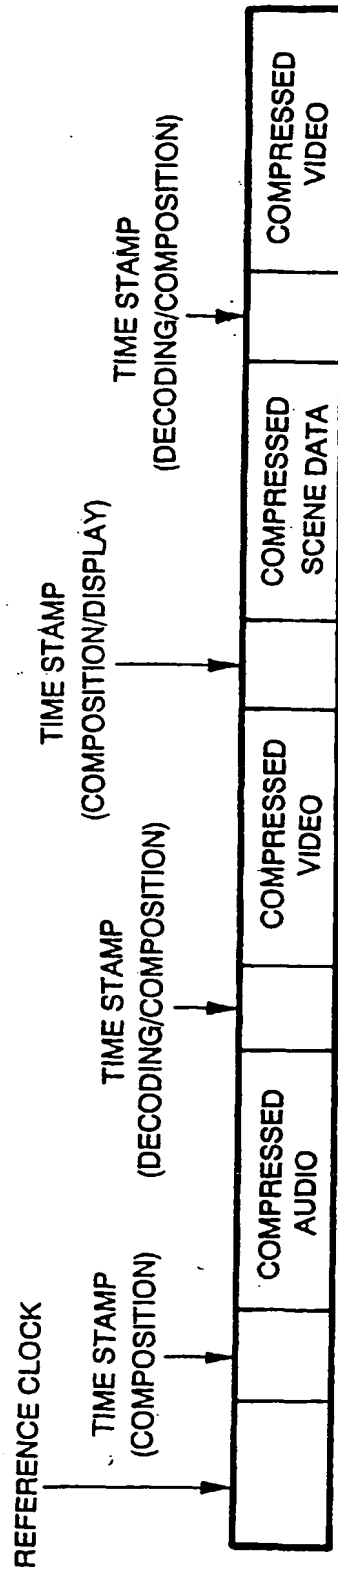 REFERENCE CLOCK
TIME STAMP
(COMPOSITION)
TIME STAMP
(DECODING/COMPOSITION)
TIME STAMP
(COMPOSITION/DISPLAY)
TIME STAMP
(DECODING/COMPOSITION)
COMPRESSED
AUDIO
COMPRESSED
VIDEO
COMPRESSED
SCENE DATA
COMPRESSED
VIDEO